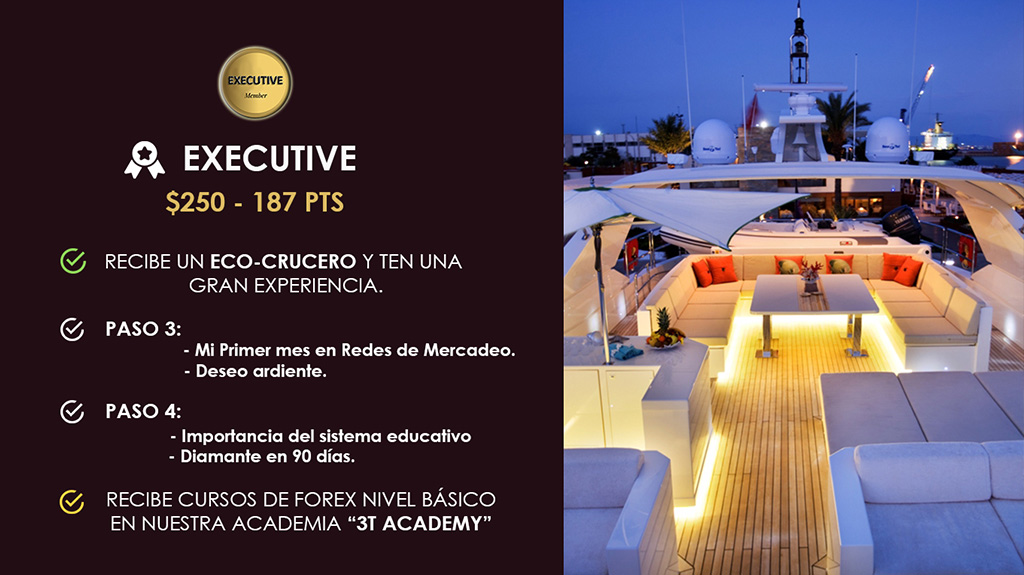 EXECUTIVE
Member
EXECUTIVE
$250 - 187 PTS
RECIBE UN ECO-CRUCERO Y TEN UNA
GRAN EXPERIENCIA.
PASO 3:
- Mi Primer mes en Redes de Mercadeo.
- Deseo ardiente.
PASO 4:
- Importancia del sistema educativo
- Diamante en 90 días.
RECIBE CURSOS DE FOREX NIVEL BÁSICO
EN NUESTRA ACADEMIA “3T ACADEMY”
YAMAHA